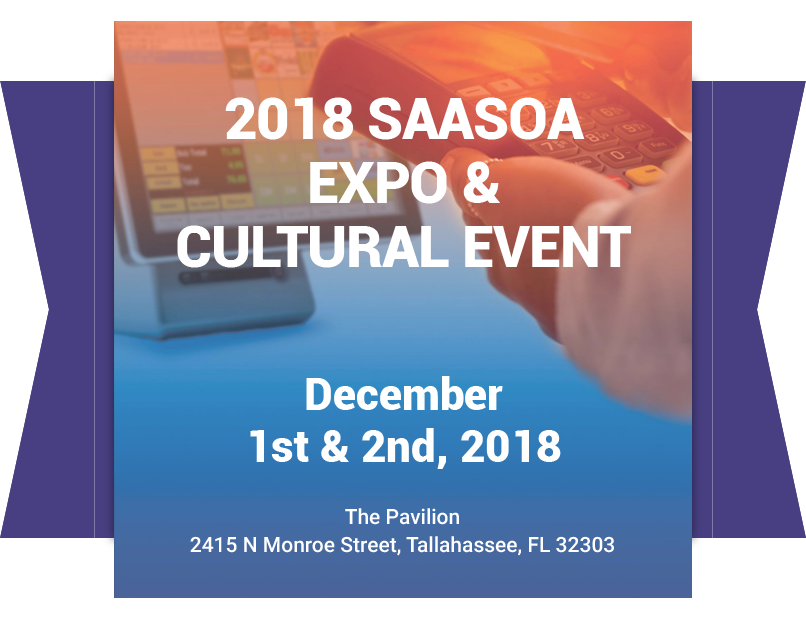 2018 SAASOA
EXPO &
CULTURAL EVENT
December
1st & 2nd, 2018
The Pavilion
2415 N Monroe Street, Tallahassee, FL 32303